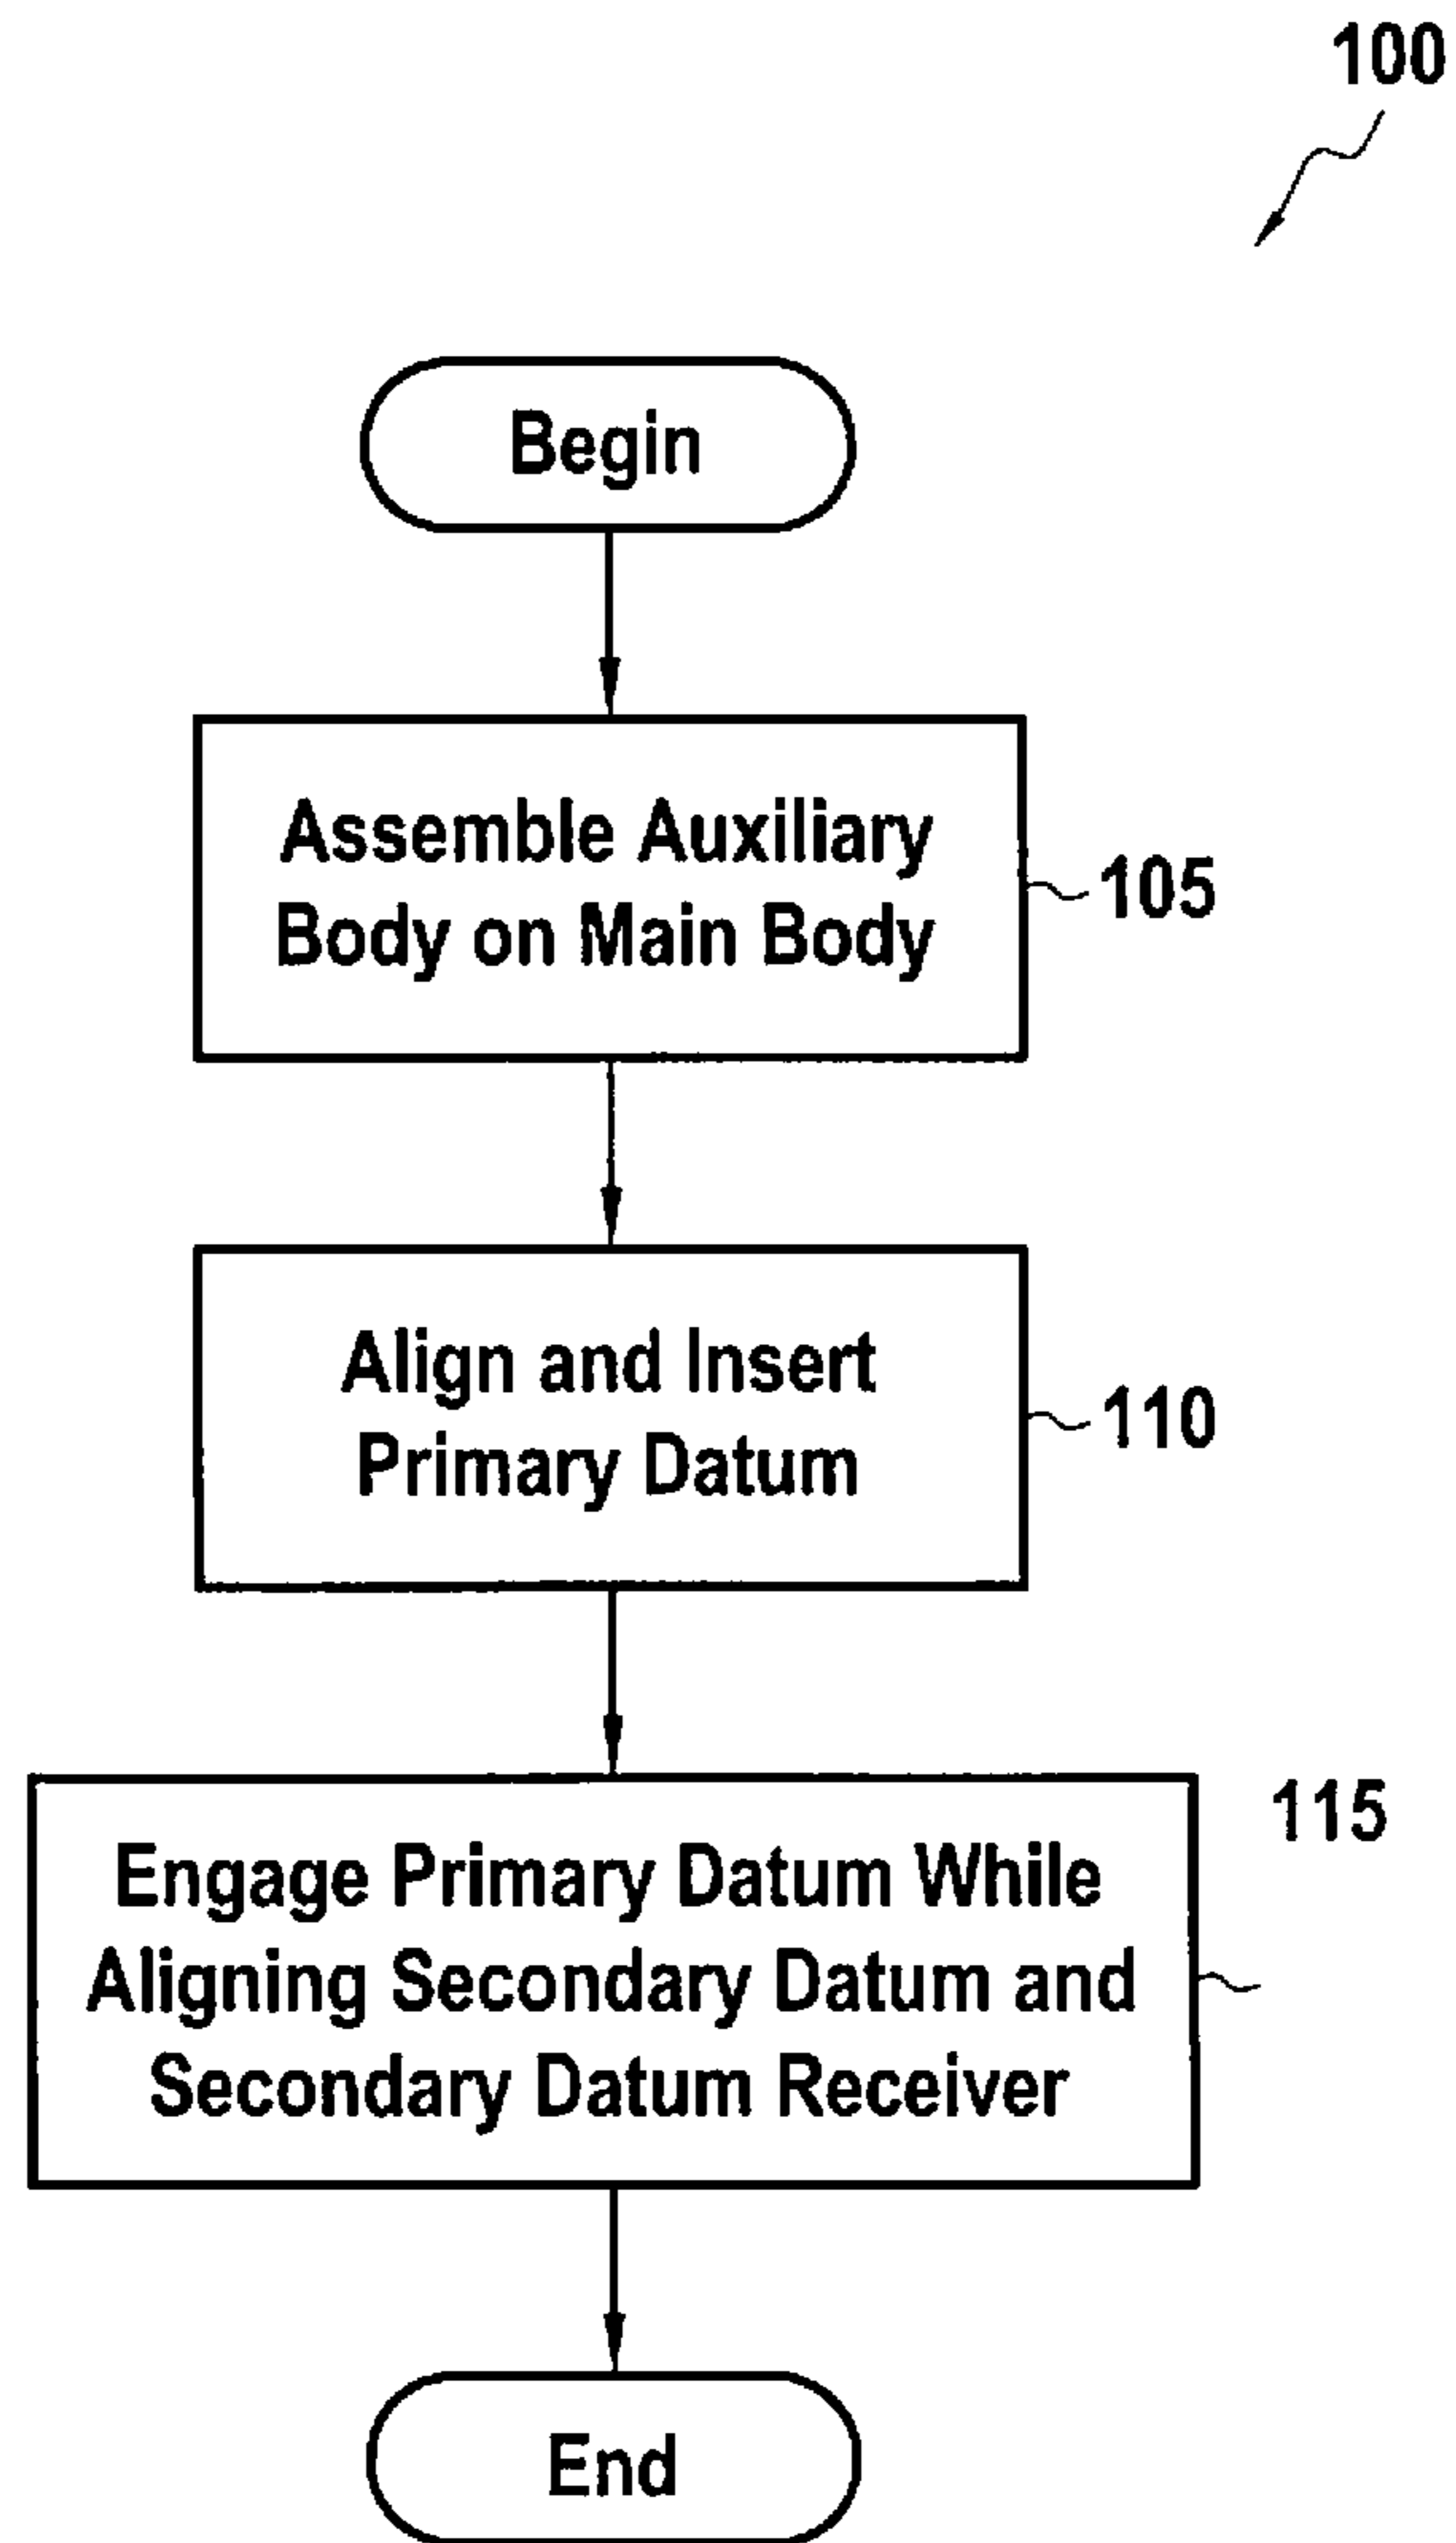 100
Begin
Assemble Auxiliary
Body on Main Body
105
Align and Insert
Primary Datum
110
115
Engage Primary Datum While
Aligning Secondary Datum and
Secondary Datum Receiver
End